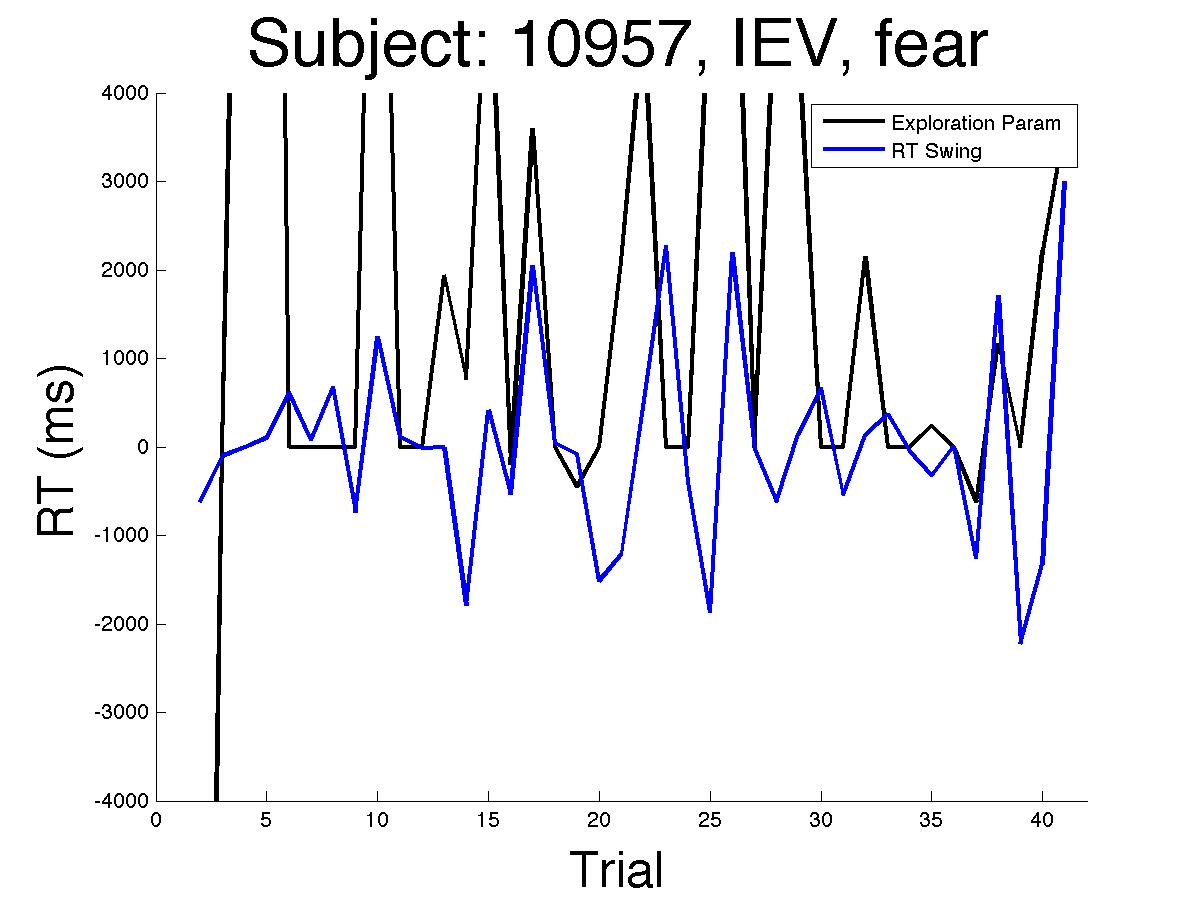 Subject: 10957, IEV, fear
Exploration Param
RT Swing
RT (ms)
4000
3000
2000
1000
0
-1000
-2000
-3000
-4000
0 5 10 15 20 25 30 35 40
Trial